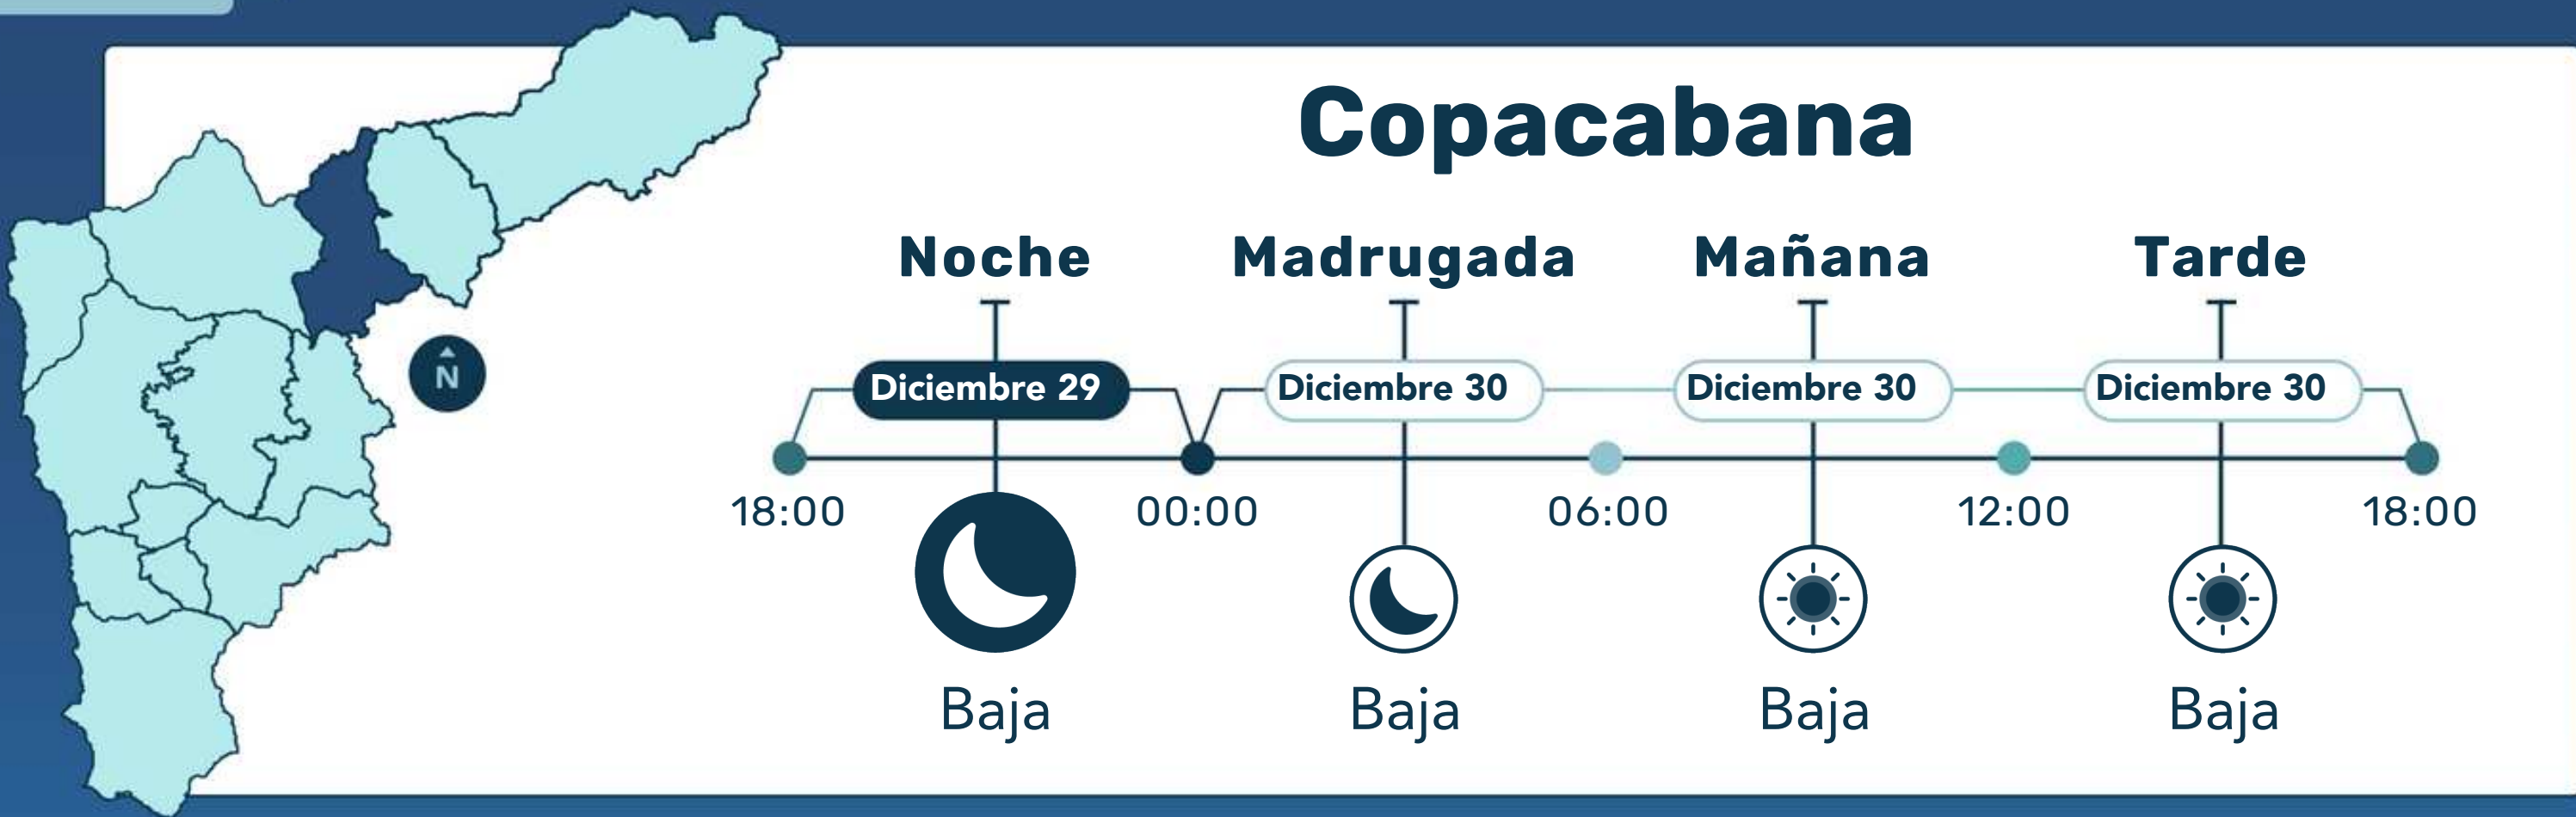 Copacabana
Noche Madrugada Mañana Tarde
Diciembre 29 Diciembre 30 Diciembre 30 Diciembre 30
N
18:00 00:00 06:00 12:00 18:00
Baja Baja Baja Baja